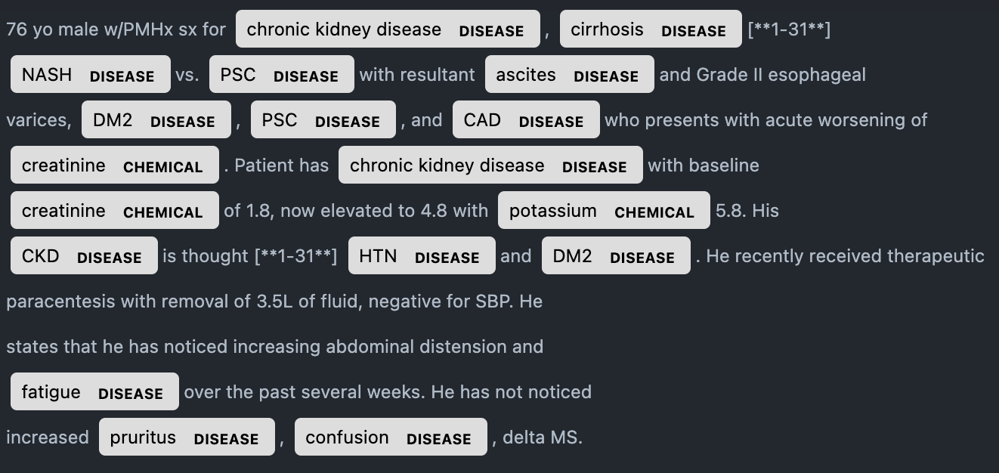 76 yo male w/PMHx sx for chronic kidney disease DISEASE , cirrhosis DISEASE [**1-31**]
NASH DISEASE vs. PSC DISEASE with resultant ascites DISEASE and Grade II esophageal
varices, DM2 DISEASE , PSC DISEASE , and CAD DISEASE who presents with acute worsening of
creatinine CHEMICAL . Patient has chronic kidney disease DISEASE with baseline
creatinine CHEMICAL of 1.8, now elevated to 4.8 with potassium CHEMICAL 5.8. His
CKD DISEASE is thought [**1-31**] HTN DISEASE and DM2 DISEASE . He recently received therapeutic
paracentesis with removal of 3.5L of fluid, negative for SBP. He
states that he has noticed increasing abdominal distension and
fatigue DISEASE over the past several weeks. He has not noticed
increased pruritus DISEASE , confusion DISEASE , delta MS.